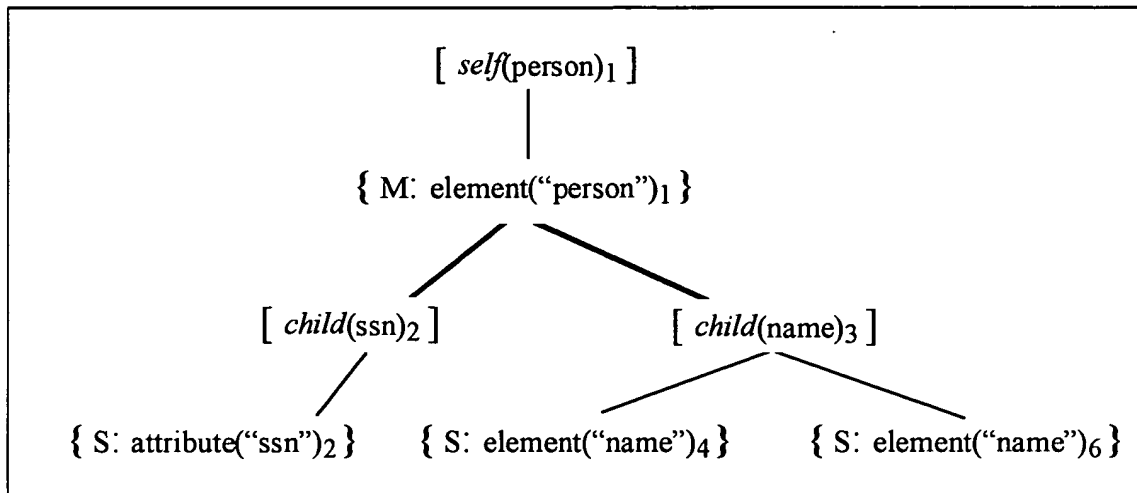 [ self(person)1 ]
{ M: element(“person”)1}
[ child(ssn)2 ] [ child(name)3 ]
{ S: attribute(“ssn”)2} { S: element(“name”)4} { S: element(“name”)6}